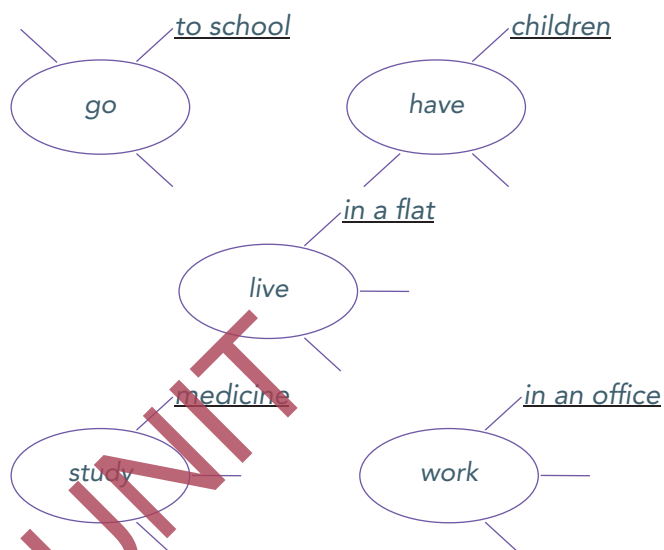 to school
children
go
have
in a flat
live
medicine
in an office
study
work
UNIT